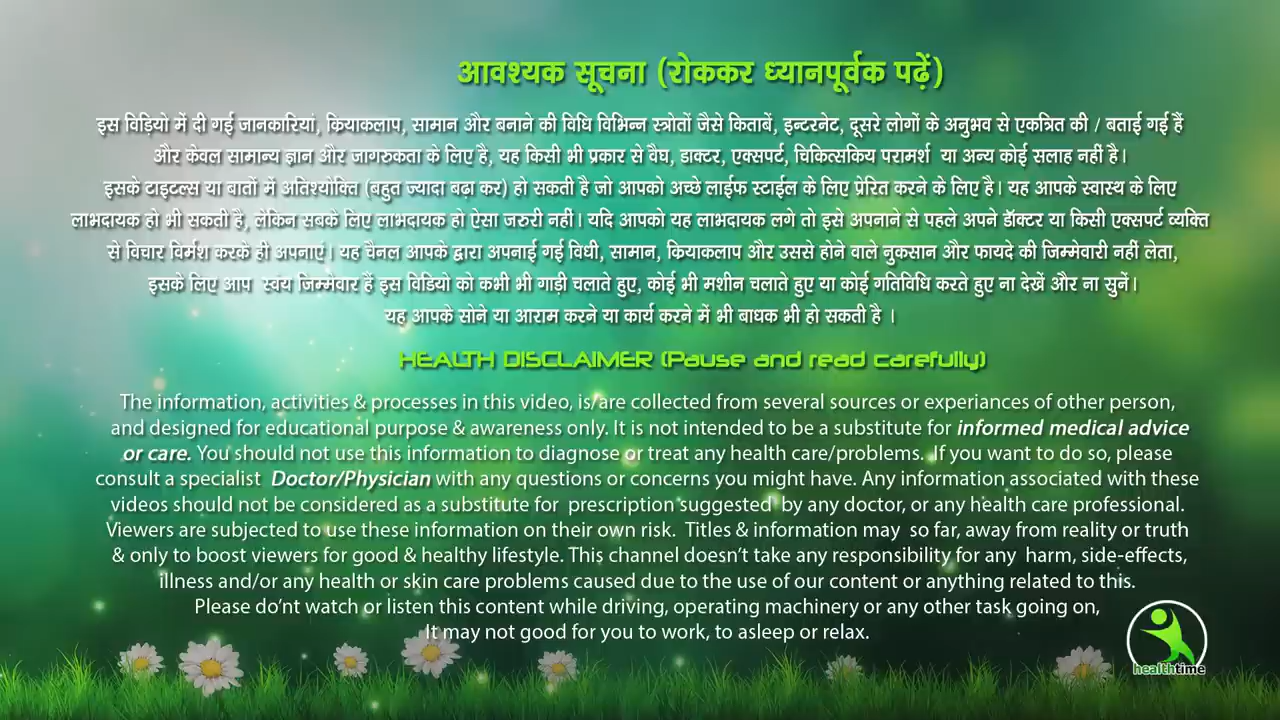 आवश्यक सूचना (रोककर ध्यानपूर्वक पढ़ें)
इस विडियो में दी गई जानकारियां, क्रियाकलाप, सामान और बनाने की विधि विभिन्न स्त्रोतों जैसे किताबें, इन्टरनेट, दूसरे लोगों के अनुभव से एकत्रित की / बताई गई हैं
और केवल सामान्य ज्ञान और जागरुकता के लिए है, यह किसी भी प्रकार से वैघ, डाक्टर, एक्सपर्ट, चिकित्सकिय परामर्श या अन्य कोई सलाह नहीं है।
इसके टाइटल्स या बातों में अतिश्योक्ति (बहुत ज्यादा बढ़ा कर) हो सकती है जो आपको अच्छे लाईफ स्टाईल के लिए प्रेरित करने के लिए है। यह आपके स्वास्थ के लिए
लाभदायक हो भी सकती है, लेकिन सबके लिए लाभदायक हो ऐसा जरुरी नहीं। यदि आपको यह लाभदायक लगे तो इसे अपनाने से पहले अपने डॉक्टर या किसी एक्सपर्ट व्यक्ति
से विचार विर्मश करके ही अपनाएं। यह चैनल आपके द्वारा अपनाई गई विधी, सामान, क्रियाकलाप और उससे होने वाले नुकसान और फायदे की जिम्मेवारी नहीं लेता,
इसके लिए आप स्वंय जिम्मेवार हैं इस विडियो को कभी भी गाड़ी चलाते हुए, कोई भी मशीन चलाते हुए या कोई गतिविधि करते हुए ना देखें और ना सुनें।
यह आपके सोने या आराम करने या कार्य करने में भी बाधक भी हो सकती है ।
HEALTH DISCLAIMER (Pause and read carefully)
The information, activities & processes in this video, is/are collected from several sources or experiances of other person,
and designed for educational purpose & awareness only. It is not intended to be a substitute for informed medical advice
or care. You should not use this information to diagnose or treat any health care/problems. If you want to do so, please
consult a specialist Doctor/Physician with any questions or concerns you might have. Any information associated with these
videos should not be considered as a substitute for prescription suggested by any doctor, or any health care professional.
Viewers are subjected to use these information on their own risk. Titles & information may so far, away from reality or truth
& only to boost viewers for good & healthy lifestyle. This channel doesn't take any responsibility for any harm, side-effects,
illness and/or any health or skin care problems caused due to the use of our content or anything related to this.
Please do'nt watch or listen this content while driving, operating machinery or any other task going on,
It may not good for you to work, to asleep or relax.
healthtime